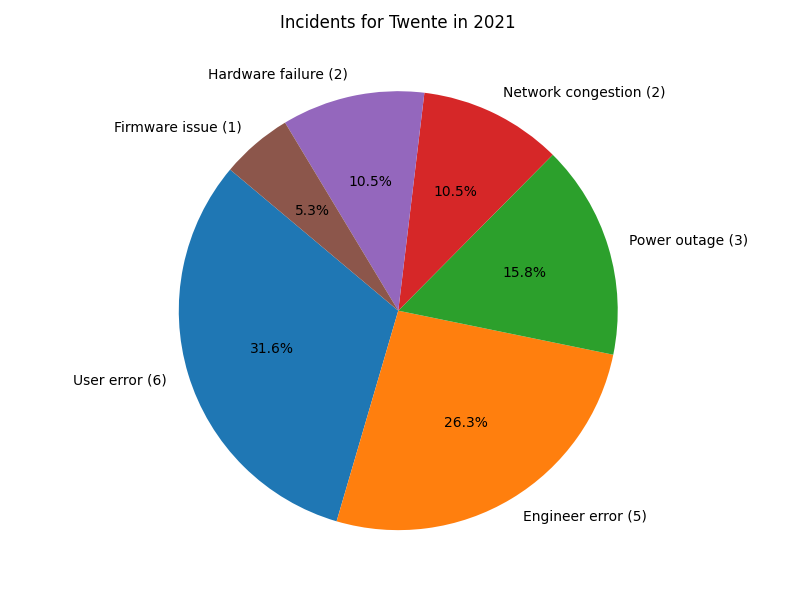 Incidents for Twente in 2021
Hardware failure (2)
Network congestion (2)
Firmware issue (1)
10.5%
10.5%
5.3%
Power outage (3)
15.8%
31.6%
User error (6)
26.3%
Engineer error (5)